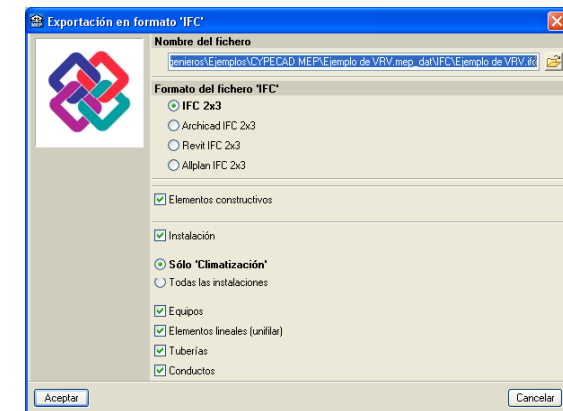 Exportación en formato 'IFC'
Nombre del fichero
genieros\Ejemplos\CYPECAD MEP\Ejemplo de VRV.mep_dat\IFC\Ejemplo de VRV.ifc
Formato del fichero 'IFC'
IFC 2x3
Archicad IFC 2x3
Revit IFC 2x3
Allplan IFC 2x3
Elementos constructivos
Instalación
Sólo 'Climatización'
Todas las instalaciones
Equipos
Elementos lineales (unifilar)
Tuberías
Conductos
Aceptar
Cancelar